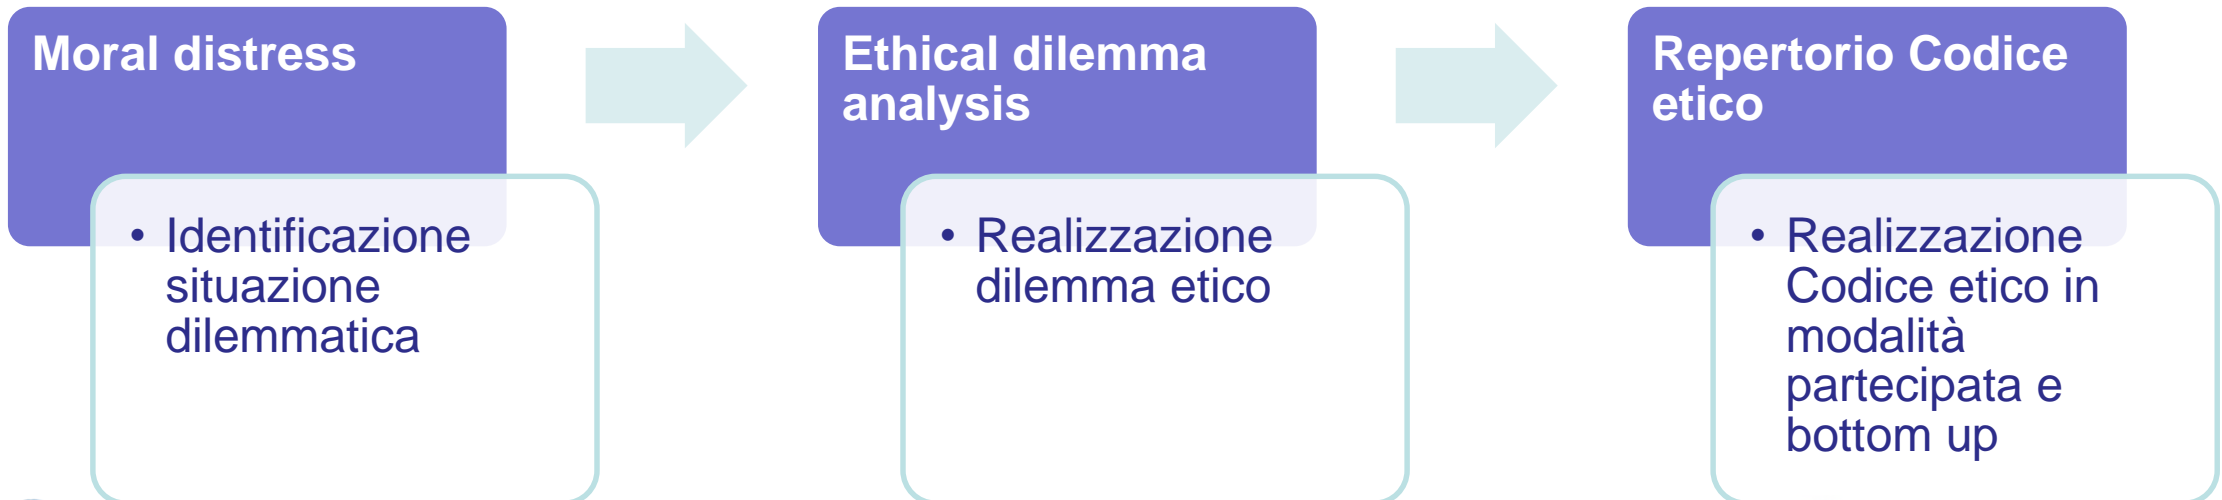 Moral distress
• Identificazione
situazione
dilemmatica
Ethical dilemma
analysis
• Realizzazione
dilemma etico
Repertorio Codice
etico
• Realizzazione
Codice etico in
modalità
partecipata e
bottom up